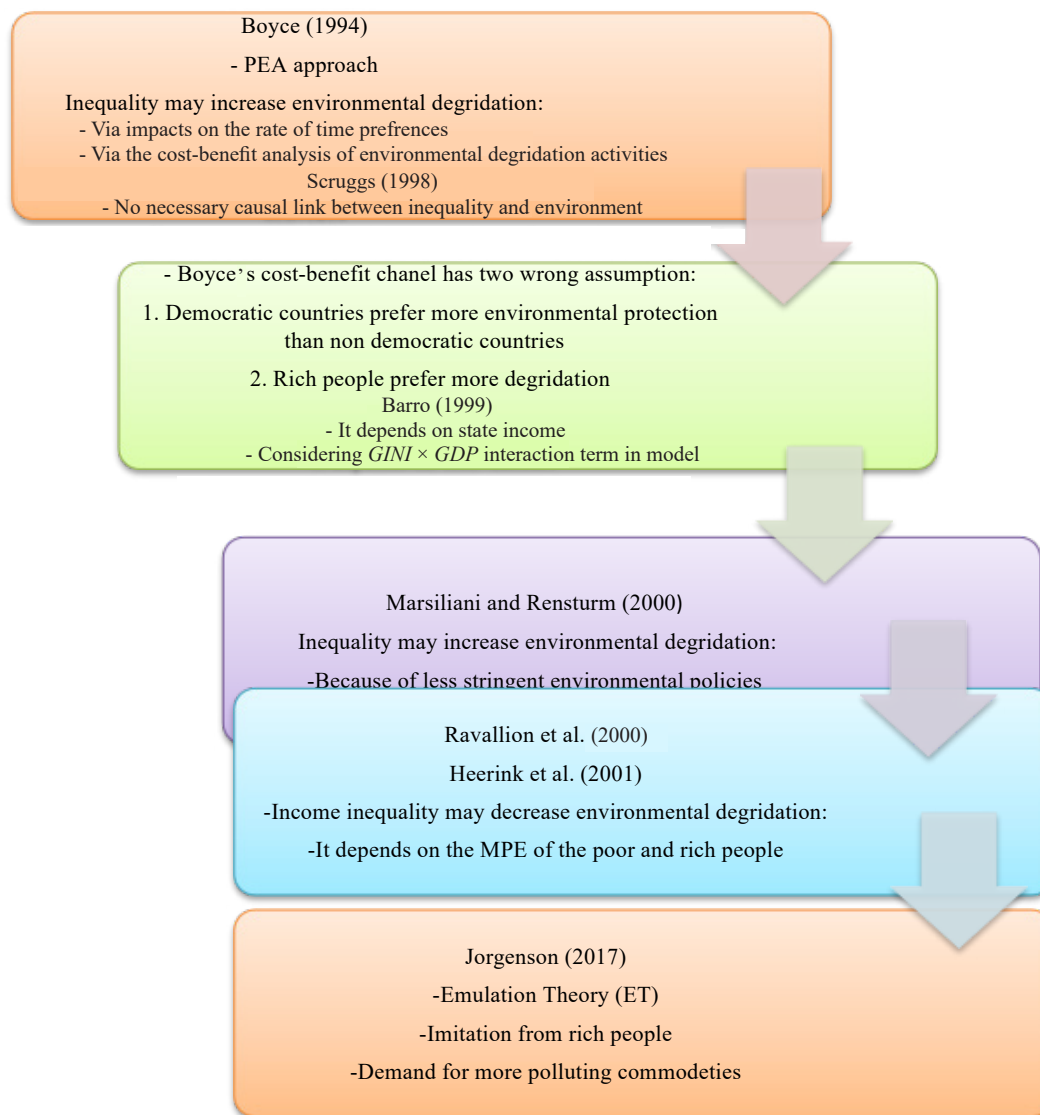 Boyce (1994)
- PEA approach
Inequality may increase environmental degridation:
- Via impacts on the rate of time prefrences
- Via the cost-benefit analysis of environmental degridation activities
Scruggs (1998)
- No necessary causal link between inequality and environment
- Boyce's cost-benefit chanel has two wrong assumption:
1. Democratic countries prefer more environmental protection
than non democratic countries
2. Rich people prefer more degridation
Barro (1999)
- It depends on state income
- Considering GINI × GDP interaction term in model
Marsiliani and Rensturm (2000)
Inequality may increase environmental degridation:
-Because of less stringent environmental policies
Ravallion et al. (2000)
Heerink et al. (2001)
-Income inequality may decrease environmental degridation:
-It depends on the MPE of the poor and rich people
Jorgenson (2017)
-Emulation Theory (ET)
-Imitation from rich people
-Demand for more polluting commodeties